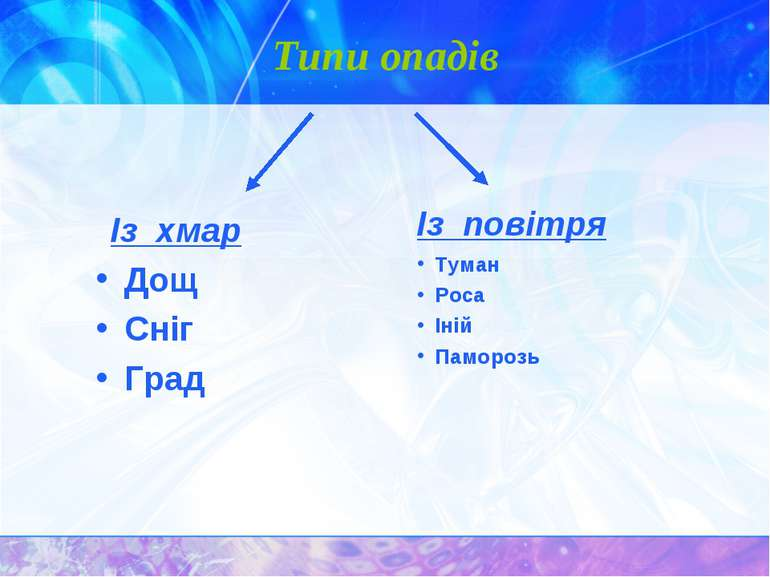 Типи опадів
Із хмар
• Дощ
• Сніг
• Град
Із повітря
• Туман
• Роса
• Іній
• Паморозь